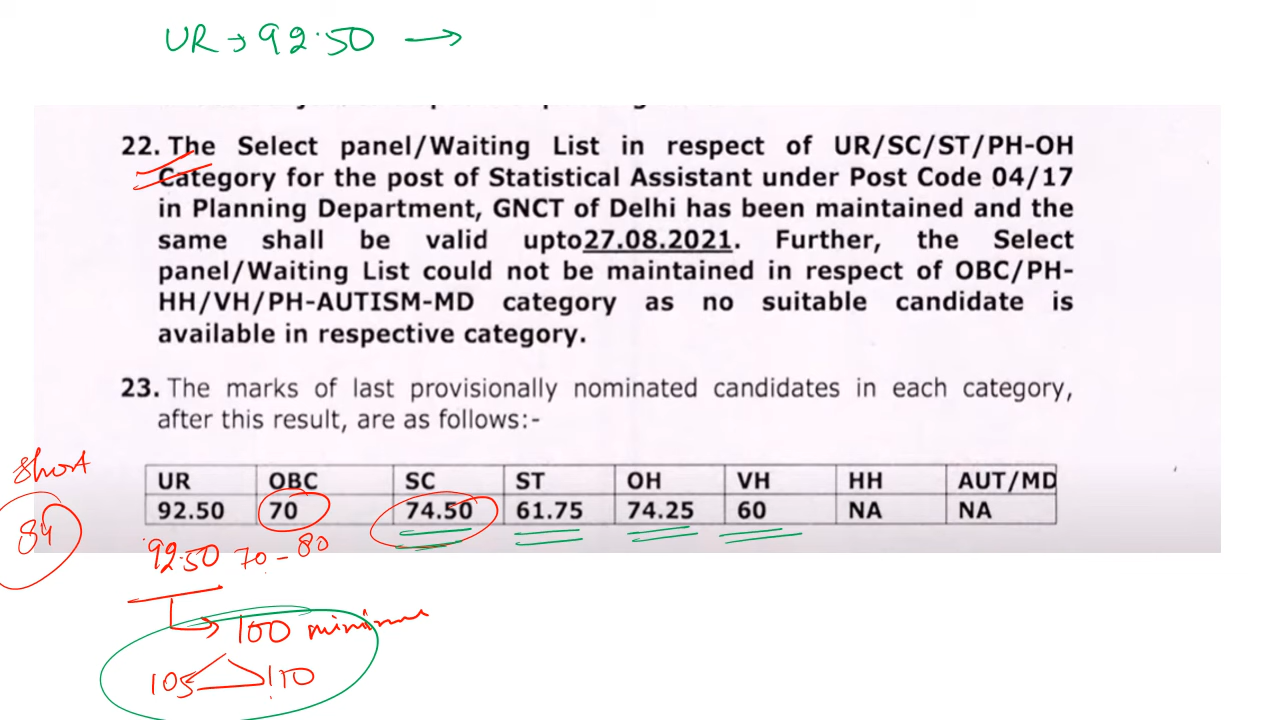 UR → 92.50 →
22. The Select panel/Waiting List in respect of UR/SC/ST/PH-OH
Category for the post of Statistical Assistant under Post Code 04/17
in Planning Department, GNCT of Delhi has been maintained and the
same shall be valid upto27.08.2021. Further, the Select
panel/Waiting List could not be maintained in respect of OBC/PH-
HH/VH/PH-AUTISM-MD category as no suitable candidate is
available in respective category.
23. The marks of last provisionally nominated candidates in each category,
after this result, are as follows:-
UR OBC SC ST OH VH HH AUT/MD
92.50 70 74.50 61.75 74.25 60 NA NA
short
84
92.50 70 - 80
100 minimum
105 110